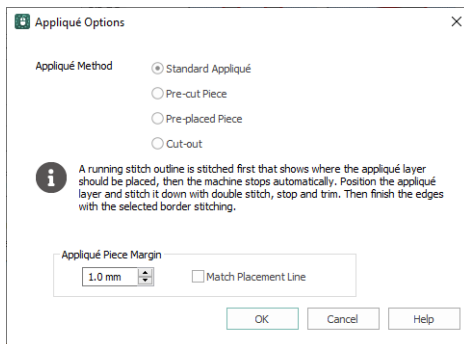 Appliqué Options
Appliqué Method
Standard Appliqué
Pre-cut Piece
Pre-placed Piece
Cut-out
A running stitch outline is stitched first that shows where the appliqué layer
should be placed, then the machine stops automatically. Position the appliqué
layer and stitch it down with double stitch, stop and trim. Then finish the edges
with the selected border stitching.
Appliqué Piece Margin
1.0 mm
Match Placement Line
OK
Cancel
Help